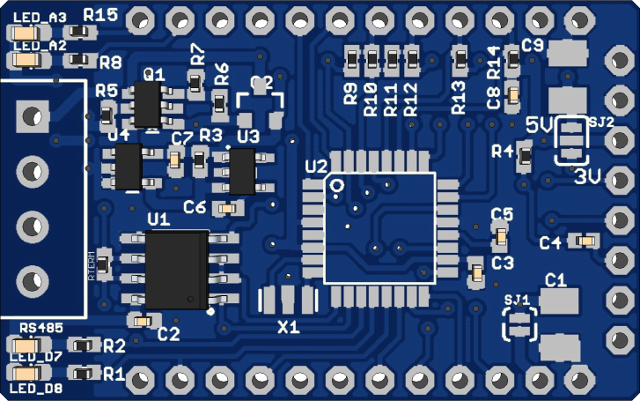 LED_A3
R15
LED_A2
R8
R7
R6
Q1
R5
R9
R10
R11
R12
R13
R14
C9
C8
5V
SJ2
U4
C7
R3
U3
U2
R4
3V
C6
U1
C5
C4
RTERM
C3
C1
SJ1
X1
C2
RS485
R2
LED_D7
R1
LED_D8